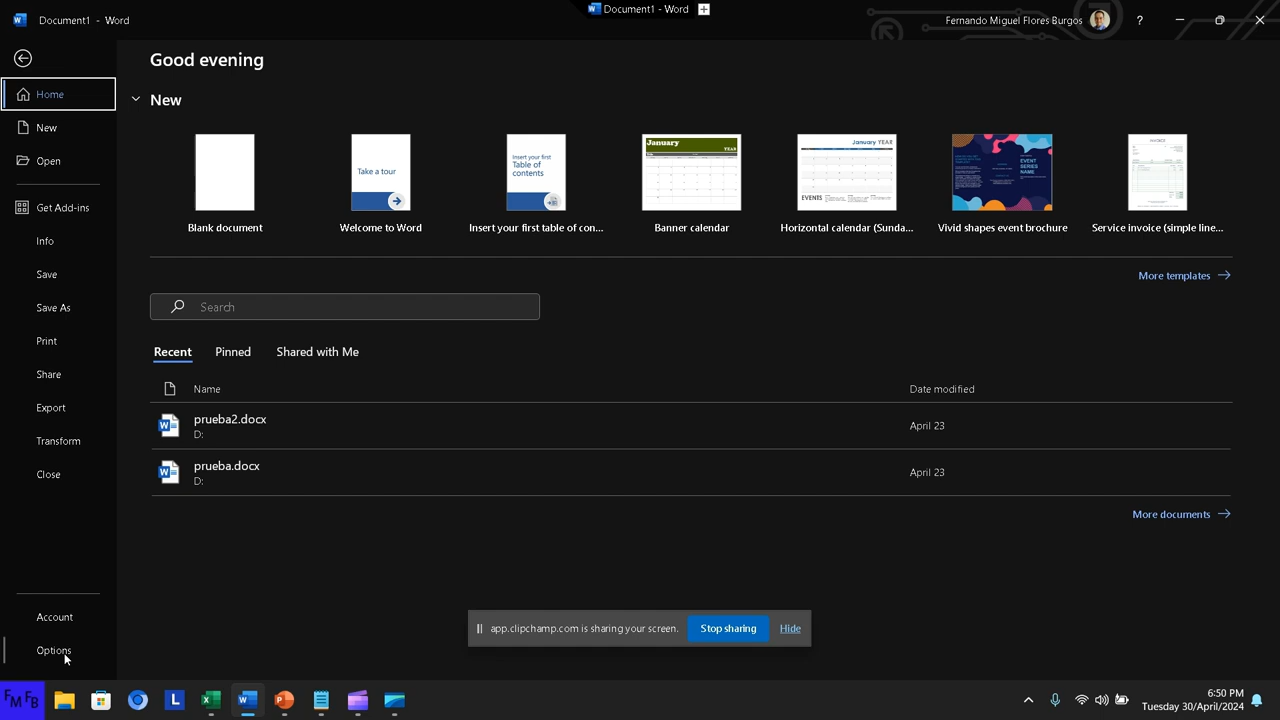 Document1 - Word
Document1 - Word
Fernando Miguel Flores Burgos
?
Good evening
Home
New
Open
Get Add-ins
Info
Save
Save As
Print
Share
Export
Transform
Close
Account
Options
New
January
YEAR
January YEAR
Take a tour
Insert your first
Table of
contents
EVENTS
EVENT
SERIES
NAME
INVOICE
Blank document
Welcome to Word
Insert your first table of con...
Banner calendar
Horizontal calendar (Sunda...
Vivid shapes event brochure
Service invoice (simple line...
More templates
Search
Recent
Pinned
Shared with Me
Name
Date modified
prueba2.docx
D:
April 23
prueba.docx
D:
April 23
More documents
app.clipchamp.com is sharing your screen.
Stop sharing
Hide
FMFB
L
6:50 PM
Tuesday 30/April/2024